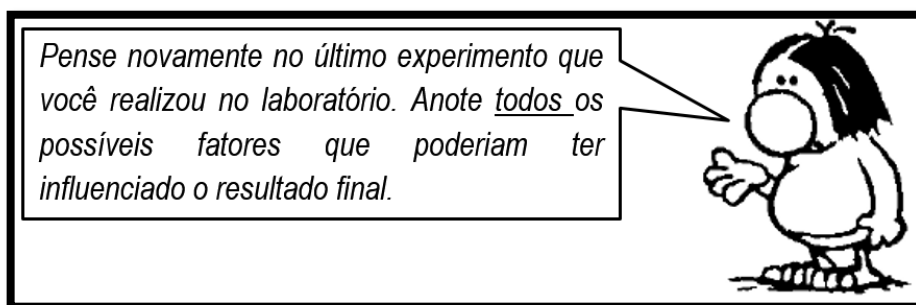 Pense novamente no último experimento que
você realizou no laboratório. Anote todos os
possíveis fatores que poderiam ter
influenciado o resultado final.